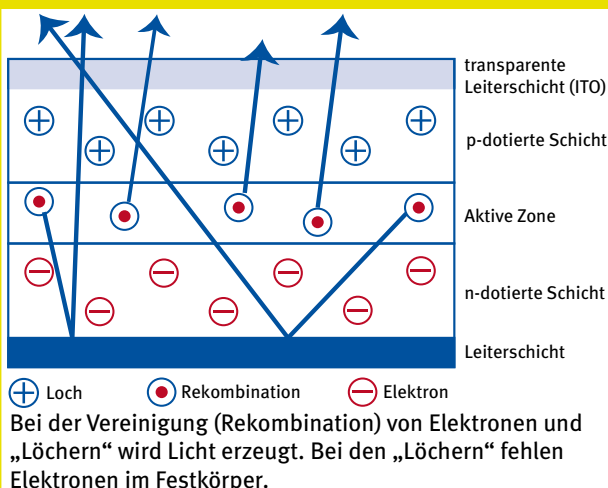 transparente
Leiterschicht (ITO)
p-dotierte Schicht
Aktive Zone
n-dotierte Schicht
Leiterschicht
Loch
Rekombination
Elektron
Bei der Vereinigung (Rekombination) von Elektronen und
„Löchern“ wird Licht erzeugt. Bei den „Löchern“ fehlen
Elektronen im Festkörper.